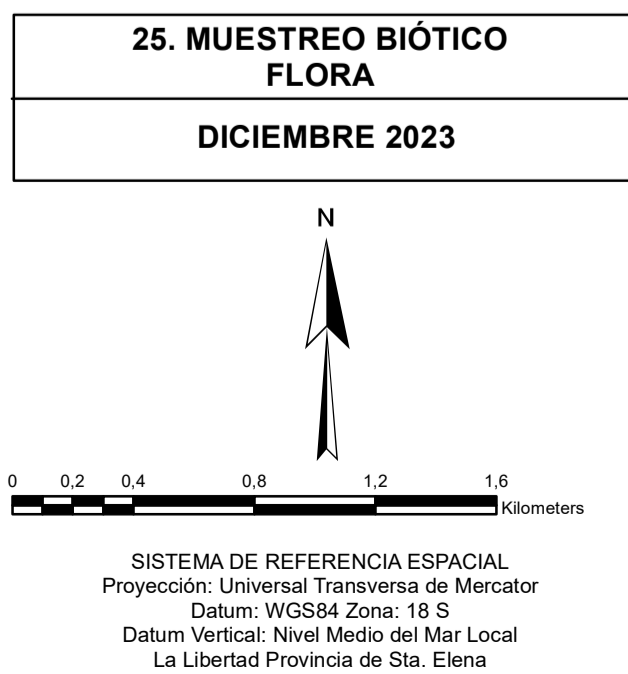 25. MUESTREO BIÓTICO
FLORA
DICIEMBRE 2023
N
0 0,2 0,4 0,8 1,2 1,6
Kilometers
SISTEMA DE REFERENCIA ESPACIAL
Proyección: Universal Transversa de Mercator
Datum: WGS84 Zona: 18 S
Datum Vertical: Nivel Medio del Mar Local
La Libertad Provincia de Sta. Elena